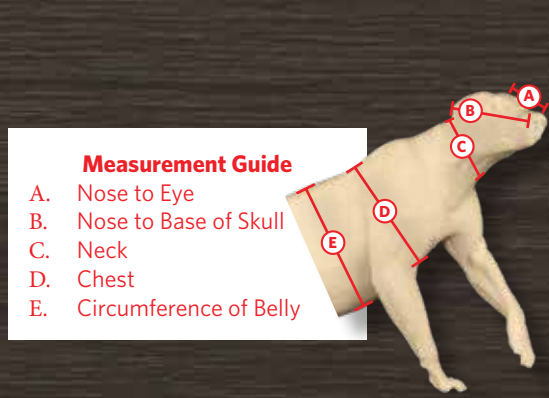 Measurement Guide
A. Nose to Eye
B. Nose to Base of Skull
C. Neck
D. Chest
E. Circumference of Belly
A
B
C
D
E